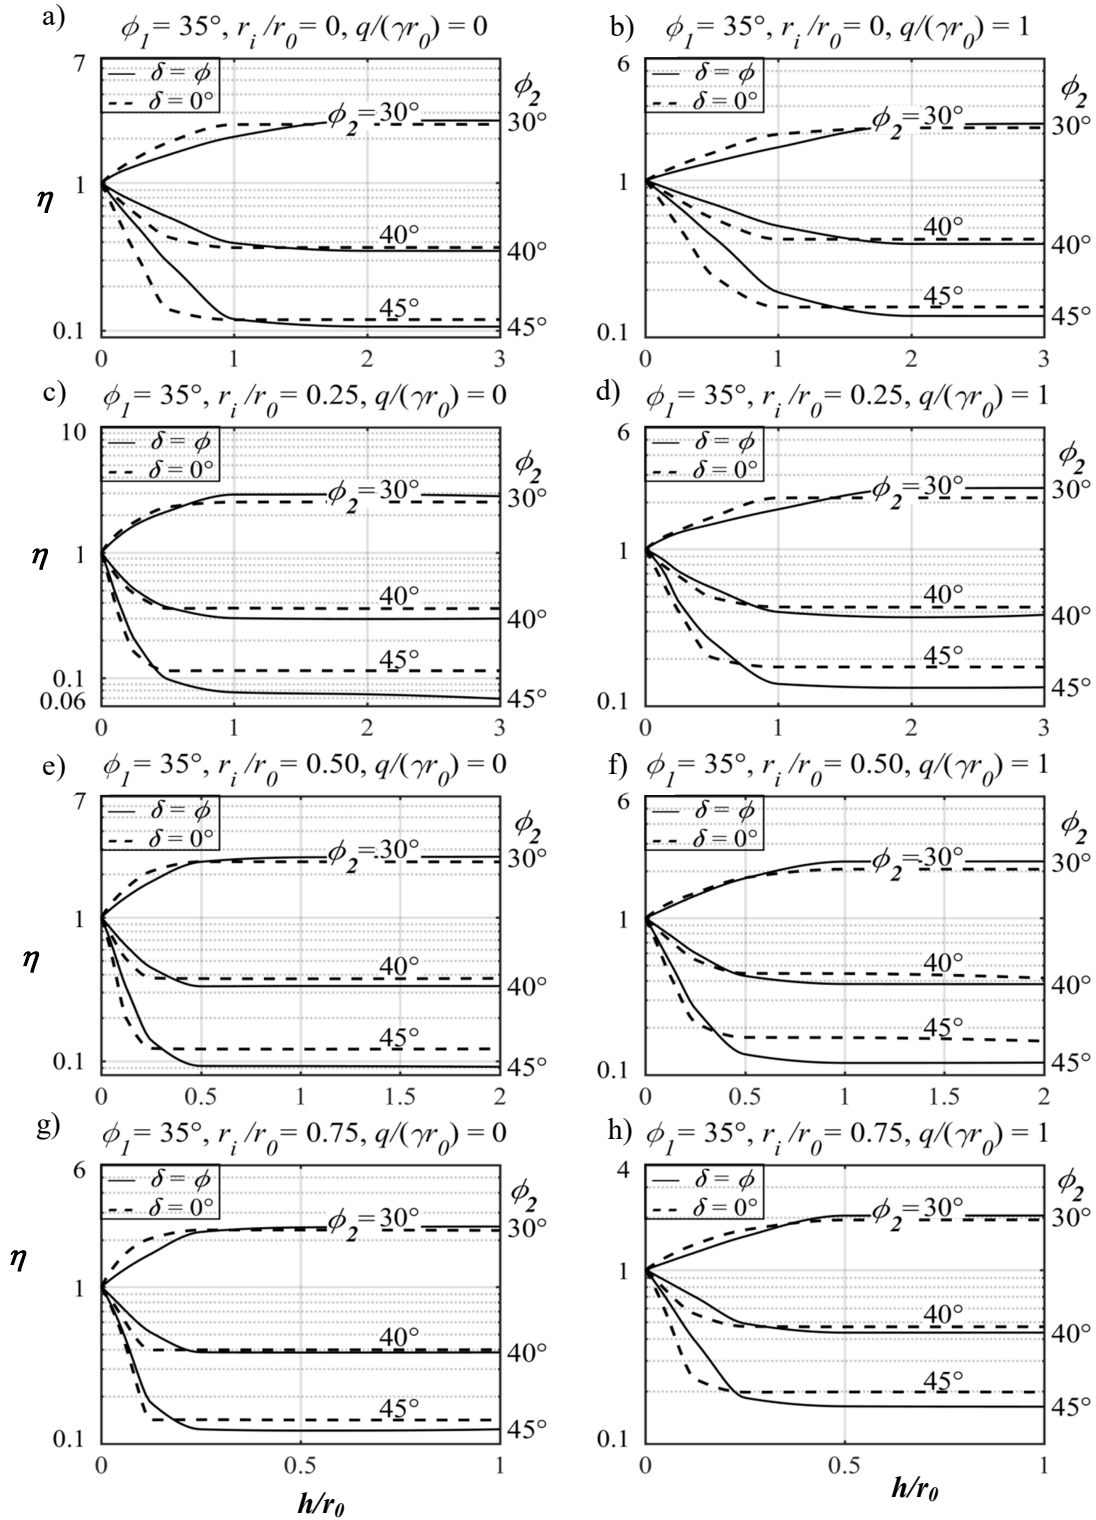 a)
ϕ1 = 35°, ri /r0 = 0, q/(γr0) = 0
7
δ = ϕ
δ = 0°
ϕ2
ϕ2 = 30°
30°
1
η
40°
40°
45°
45°
0.1
0 1 2 3
b)
ϕ1 = 35°, ri /r0 = 0, q/(γr0) = 1
6
δ = ϕ
δ = 0°
ϕ2
ϕ2 = 30°
30°
1
40°
40°
45°
45°
0.1
0 1 2 3
c)
ϕ1 = 35°, ri /r0 = 0.25, q/(γr0) = 0
10
δ = ϕ
δ = 0°
ϕ2
ϕ2 = 30°
30°
1
η
40°
40°
45°
45°
0.1
0.06
0 1 2 3
d)
ϕ1 = 35°, ri /r0 = 0.25, q/(γr0) = 1
6
δ = ϕ
δ = 0°
ϕ2
ϕ2 = 30°
30°
1
40°
40°
45°
45°
0.1
0 1 2 3
e)
ϕ1 = 35°, ri /r0 = 0.50, q/(γr0) = 0
7
δ = ϕ
δ = 0°
ϕ2
ϕ2 = 30°
30°
1
η
40°
40°
45°
45°
0.1
0 0.5 1 1.5 2
f)
ϕ1 = 35°, ri /r0 = 0.50, q/(γr0) = 1
6
δ = ϕ
δ = 0°
ϕ2
ϕ2 = 30°
30°
1
40°
40°
45°
45°
0.1
0 0.5 1 1.5 2
g)
ϕ1 = 35°, ri /r0 = 0.75, q/(γr0) = 0
6
δ = ϕ
δ = 0°
ϕ2
ϕ2 = 30°
30°
η
1
40°
40°
45°
45°
0.1
0 0.5 1
h/r0
h)
ϕ1 = 35°, ri /r0 = 0.75, q/(γr0) = 1
4
δ = ϕ
δ = 0°
ϕ2
ϕ2 = 30°
30°
1
40°
40°
45°
45°
0.1
0 0.5 1
h/r0